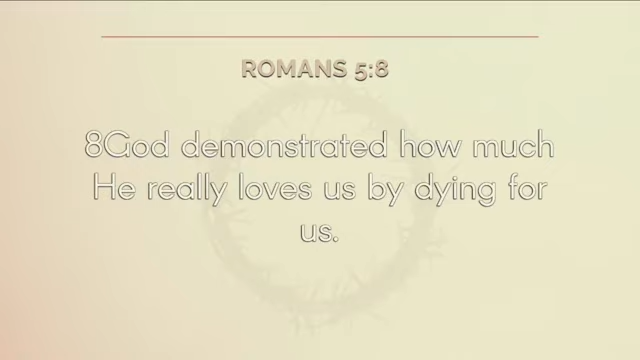 ROMANS 5:8
8God demonstrated how much
He really loves us by dying for
us.